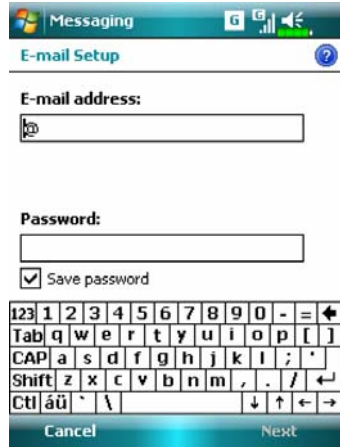 Messaging G G
E-mail Setup ?
E-mail address:
@
Password:
Save password
123 1 2 3 4 5 6 7 8 9 0 - = ←
Tab q w e r t y u i o p [ ]
CAP a s d f g h j k l ; '
Shift z x c v b n m , . / ↵
Ctl áü ` \ ↓ ↑ ← →
Cancel Next